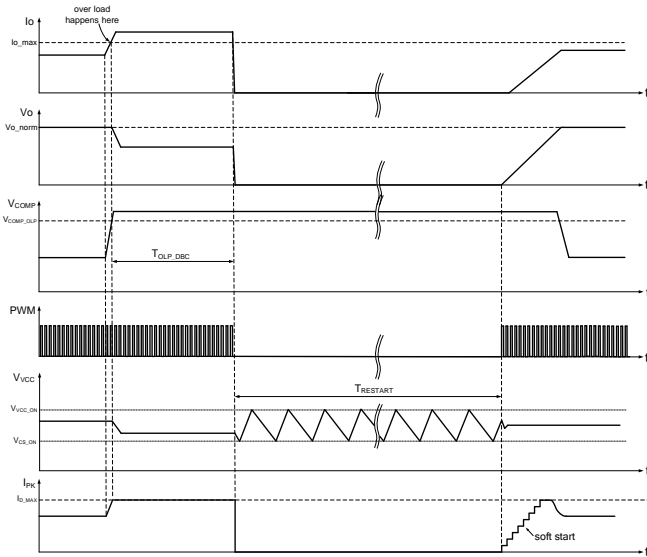 over load
happens here
Io
Io_max
t
Vo
Vo_norm
t
VCOMP
VCOMP_OLP
TOLP_DBC
t
PWM
t
VVCC
TRESTART
VVCC_ON
VCS_ON
t
IPK
ID_MAX
soft start
t